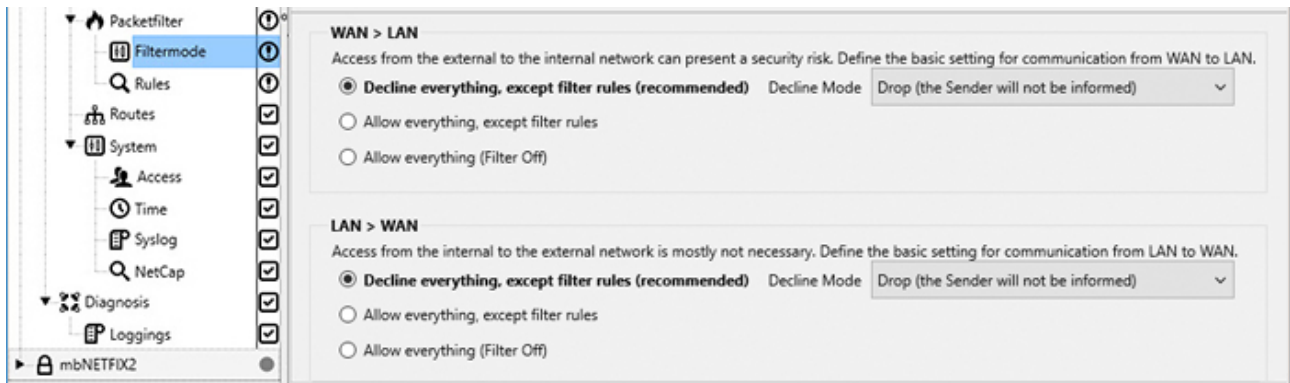 Packetfilter
Filtermode
Rules
Routes
System
Access
Time
Syslog
NetCap
Diagnosis
Loggings
mbNETFIX2
WAN > LAN
Access from the external to the internal network can present a security risk. Define the basic setting for communication from WAN to LAN.
Decline everything, except filter rules (recommended) Decline Mode Drop (the Sender will not be informed)
Allow everything, except filter rules
Allow everything (Filter Off)
LAN > WAN
Access from the internal to the external network is mostly not necessary. Define the basic setting for communication from LAN to WAN.
Decline everything, except filter rules (recommended) Decline Mode Drop (the Sender will not be informed)
Allow everything, except filter rules
Allow everything (Filter Off)